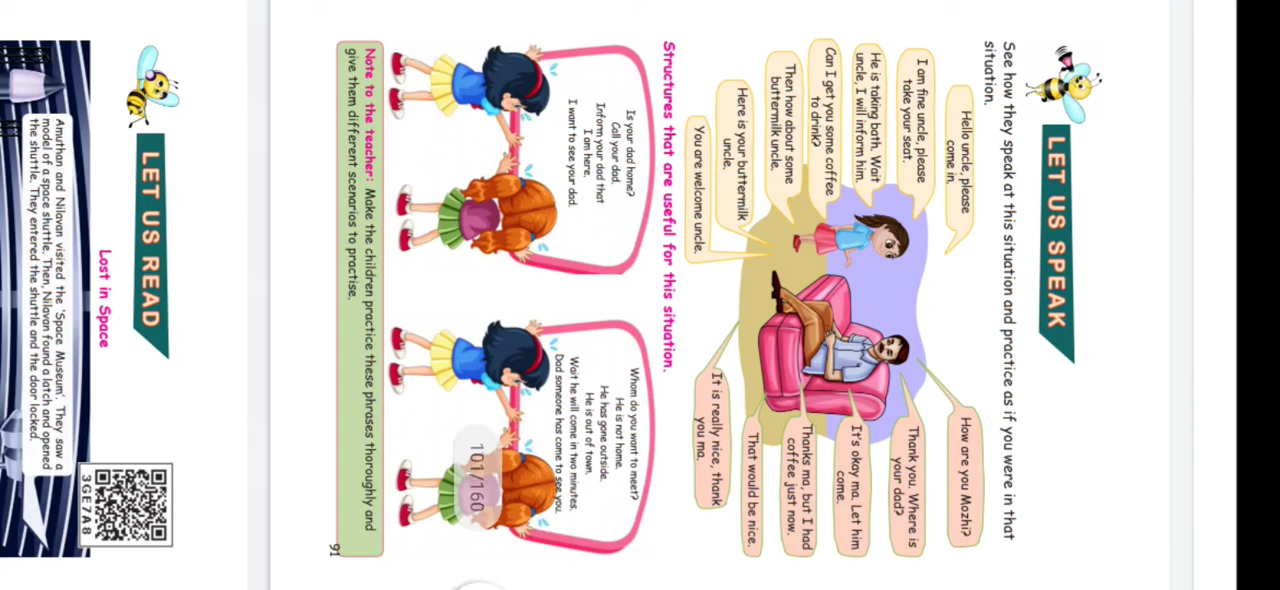 LET US SPEAK
See how they speak at this situation and practice as if you were in that
situation.
Hello uncle, please
come in.
How are you Mozhi?
I am fine uncle, please
take your seat.
Thank you, Where is
your dad?
He is taking bath. Wait
uncle, I will inform him.
It's okay ma. Let him
come.
Can I get you some coffee
to drink?
Thanks ma, but I had
coffee just now.
Then how about some
buttermilk uncle.
That would be nice.
Here is your buttermilk
uncle.
It is really nice, thank
you ma.
You are welcome uncle.
Structures that are useful for this situation.
Is your dad home?
Call your dad.
Inform your dad that
I am here.
I want to see your dad.
Whom do you want to meet?
He is not home.
He has gone outside.
He is out of town.
Wait he will come in two minutes.
Dad someone has come to see you.
101/160
Note to the teacher: Make the children practice these phrases thoroughly and
give them different scenarios to practise.
91
LET US READ
Lost in Space
3GE7A8
Amuthan and Nilavan visited the 'Space Museum'. They saw a
model of a space shuttle. Then, Nilavan found a latch and opened
the shuttle. They entered the shuttle and the door locked.